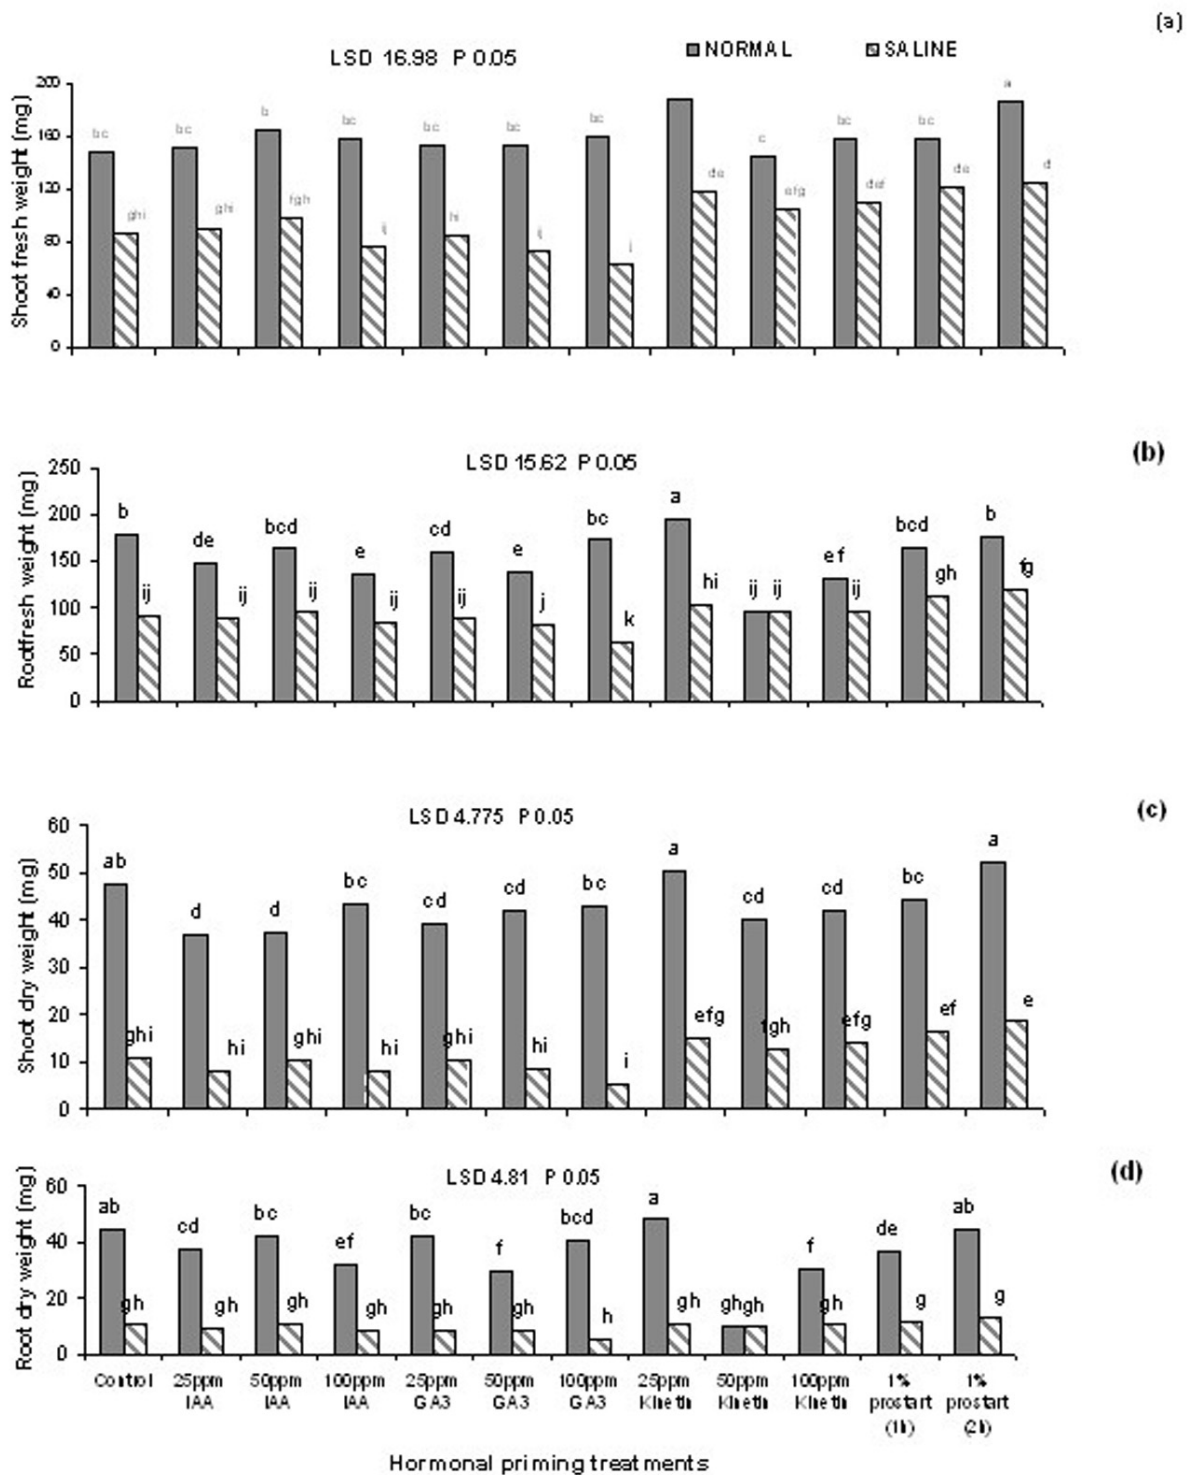 (a)
LSD 16.98 P 0.05
NORMAL SALINE
Shoot fresh weight (mg)
200
160
120
80
40
0
bc bc b bc bc bc bc c bc bc a
ghi ghi fgh ij hi ij j de efg def de d
(b)
LSD 15.62 P 0.05
Rootfresh weight (mg)
250
200
150
100
50
0
b de bcd e cd e bc a ij ef bcd b
ij ij ij ij ij j k hi ij ij gh fg
(c)
LSD 4.775 P 0.05
Shoot dry weight (mg)
60
50
40
30
20
10
0
ab d d bc cd cd bc a cd cd bc a
ghi hi ghi hi ghi hi i efg fgh efg ef e
(d)
LSD 4.81 P 0.05
Root dry weight (mg)
60
40
20
0
ab cd bc ef bc f bcd a gh f de ab
gh gh gh gh gh gh h gh gh gh g g
Control 25ppm 50ppm 100ppm 25ppm 50ppm 100ppm 25ppm 50ppm 100ppm 1% 1%
IAA IAA IAA GA3 GA3 GA3 Kineth Kineth Kineth prostart prostart
(1h) (2h)
Hormonal priming treatments